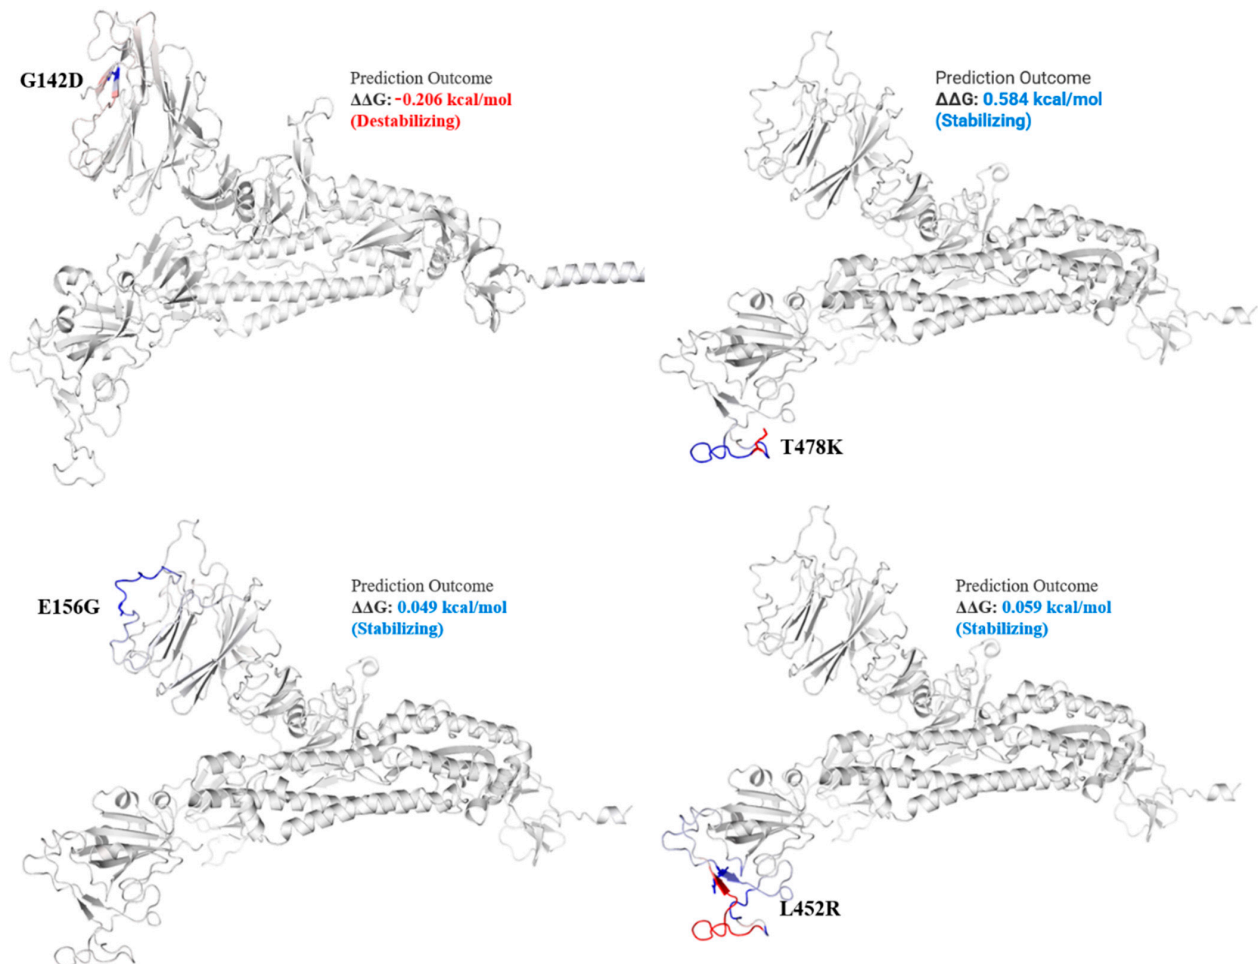 G142D
Prediction Outcome
ΔΔG: -0.206 kcal/mol
(Destabilizing)
Prediction Outcome
ΔΔG: 0.584 kcal/mol
(Stabilizing)
T478K
E156G
Prediction Outcome
ΔΔG: 0.049 kcal/mol
(Stabilizing)
Prediction Outcome
ΔΔG: 0.059 kcal/mol
(Stabilizing)
L452R